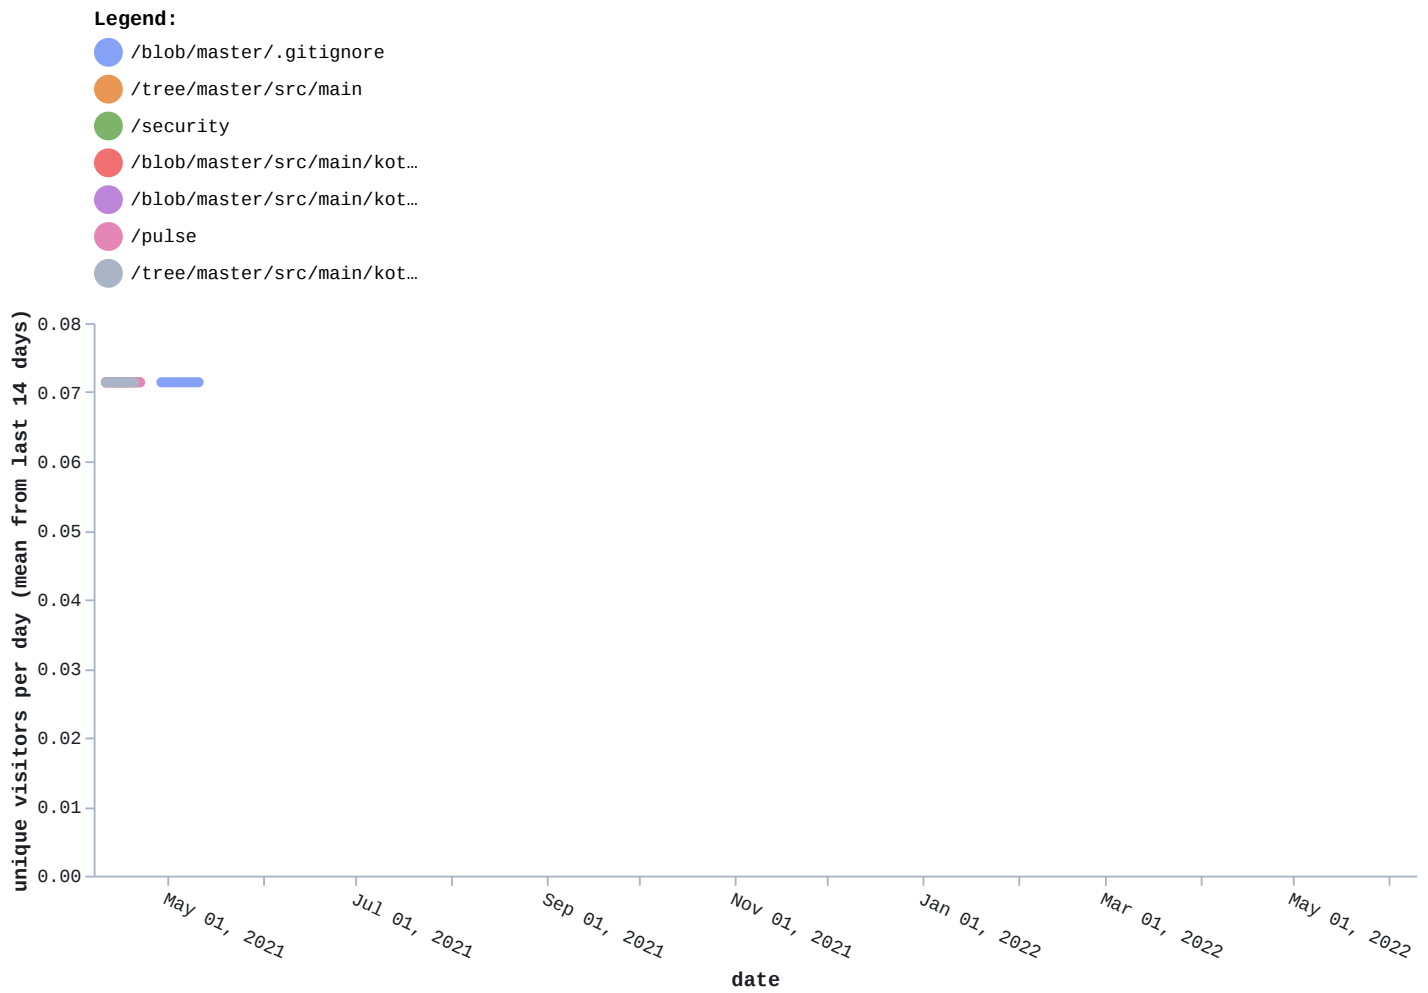 Legend:
/blob/master/.gitignore
/tree/master/src/main
/security
/blob/master/src/main/kot…
/blob/master/src/main/kot…
/pulse
/tree/master/src/main/kot…
unique visitors per day (mean from last 14 days)
0.08
0.07
0.06
0.05
0.04
0.03
0.02
0.01
0.00
May 01, 2021
Jul 01, 2021
Sep 01, 2021
Nov 01, 2021
Jan 01, 2022
Mar 01, 2022
May 01, 2022
date